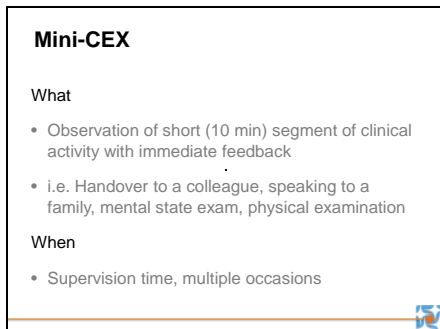 Mini-CEX
What
• Observation of short (10 min) segment of clinical
activity with immediate feedback
• i.e. Handover to a colleague, speaking to a
family, mental state exam, physical examination
When
• Supervision time, multiple occasions